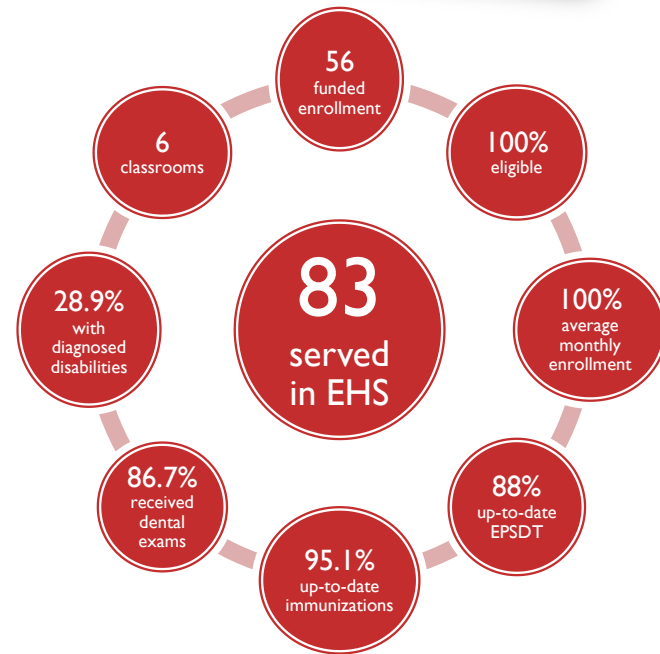 83
served
in EHS
56
funded
enrollment
100%
eligible
100%
average
monthly
enrollment
88%
up-to-date
EPSDT
95.1%
up-to-date
immunizations
86.7%
received
dental
exams
28.9%
with
diagnosed
disabilities
6
classrooms